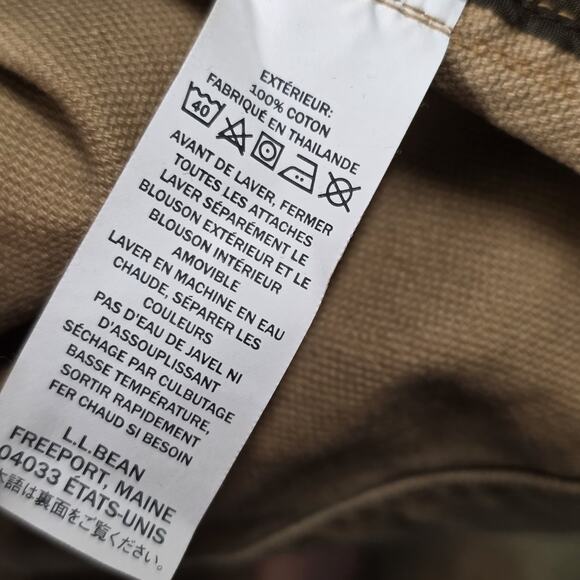 EXTÉRIEUR:
100% COTON
FABRIQUÉ EN THAILANDE
40
AVANT DE LAVER, FERMER
TOUTES LES ATTACHES
LAVER SÉPARÉMENT LE
BLOUSON EXTÉRIEUR ET LE
BLOUSON INTÉRIEUR
AMOVIBLE
LAVER EN MACHINE EN EAU
CHAUDE, SÉPARER LES
COULEURS
PAS D'EAU DE JAVEL NI
D'ASSOUPLISSANT
SÉCHAGE PAR CULBUTAGE
BASSE TEMPÉRATURE,
SORTIR RAPIDEMENT
FER CHAUD SI BESOIN
L.L.BEAN
FREEPORT, MAINE
04033 ÉTATS-UNIS
本語は裏面をご覧ください。